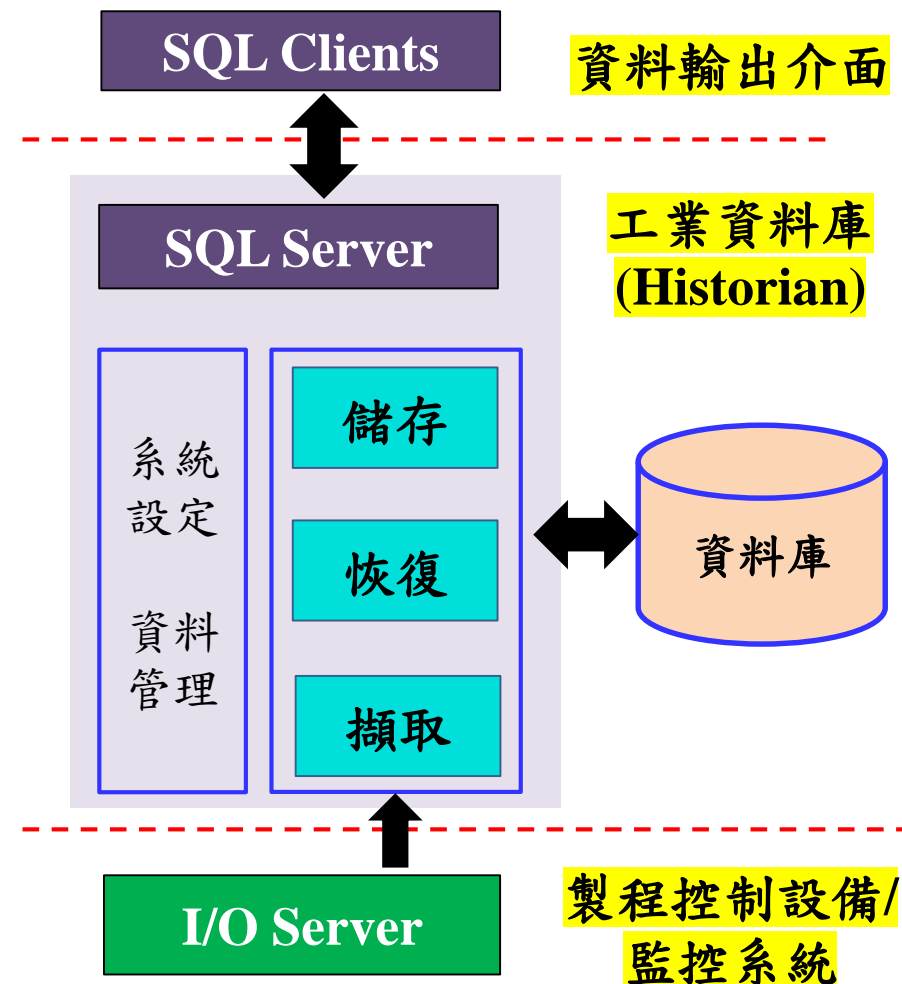 SQL Clients
資料輸出介面
SQL Server
工業資料庫
(Historian)
系統
設定
資料
管理
儲存
恢復
擷取
資料庫
I/O Server
製程控制設備/
監控系統